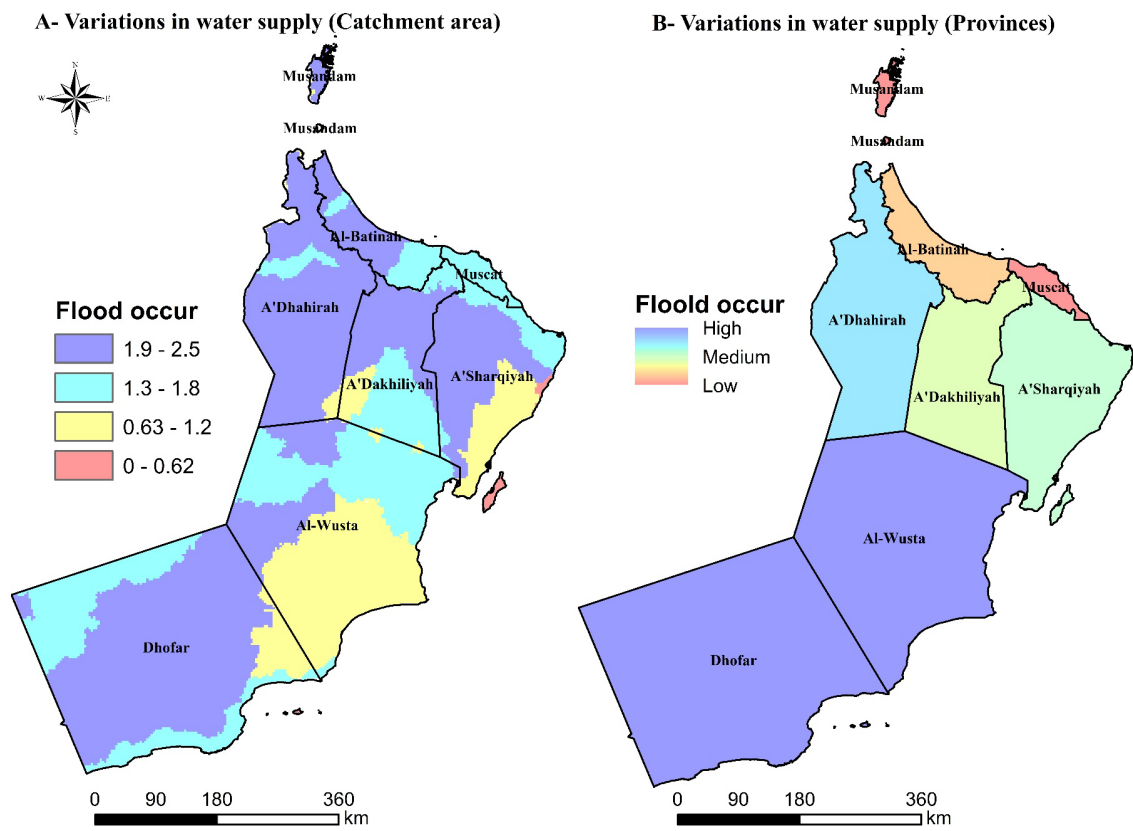 A- Variations in water supply (Catchment area)
N
W
E
S
Musandam
Musandam
Al-Batinah
Muscat
A'Dhahirah
A'Dakhiliyah
A'Sharqiyah
Al-Wusta
Dhofar
Flood occur
1.9 - 2.5
1.3 - 1.8
0.63 - 1.2
0 - 0.62
0 90 180 360
km
B- Variations in water supply (Provinces)
Musandam
Musandam
Al-Batinah
Muscat
A'Dhahirah
A'Dakhiliyah
A'Sharqiyah
Al-Wusta
Dhofar
Floold occur
High
Medium
Low
0 90 180 360
km